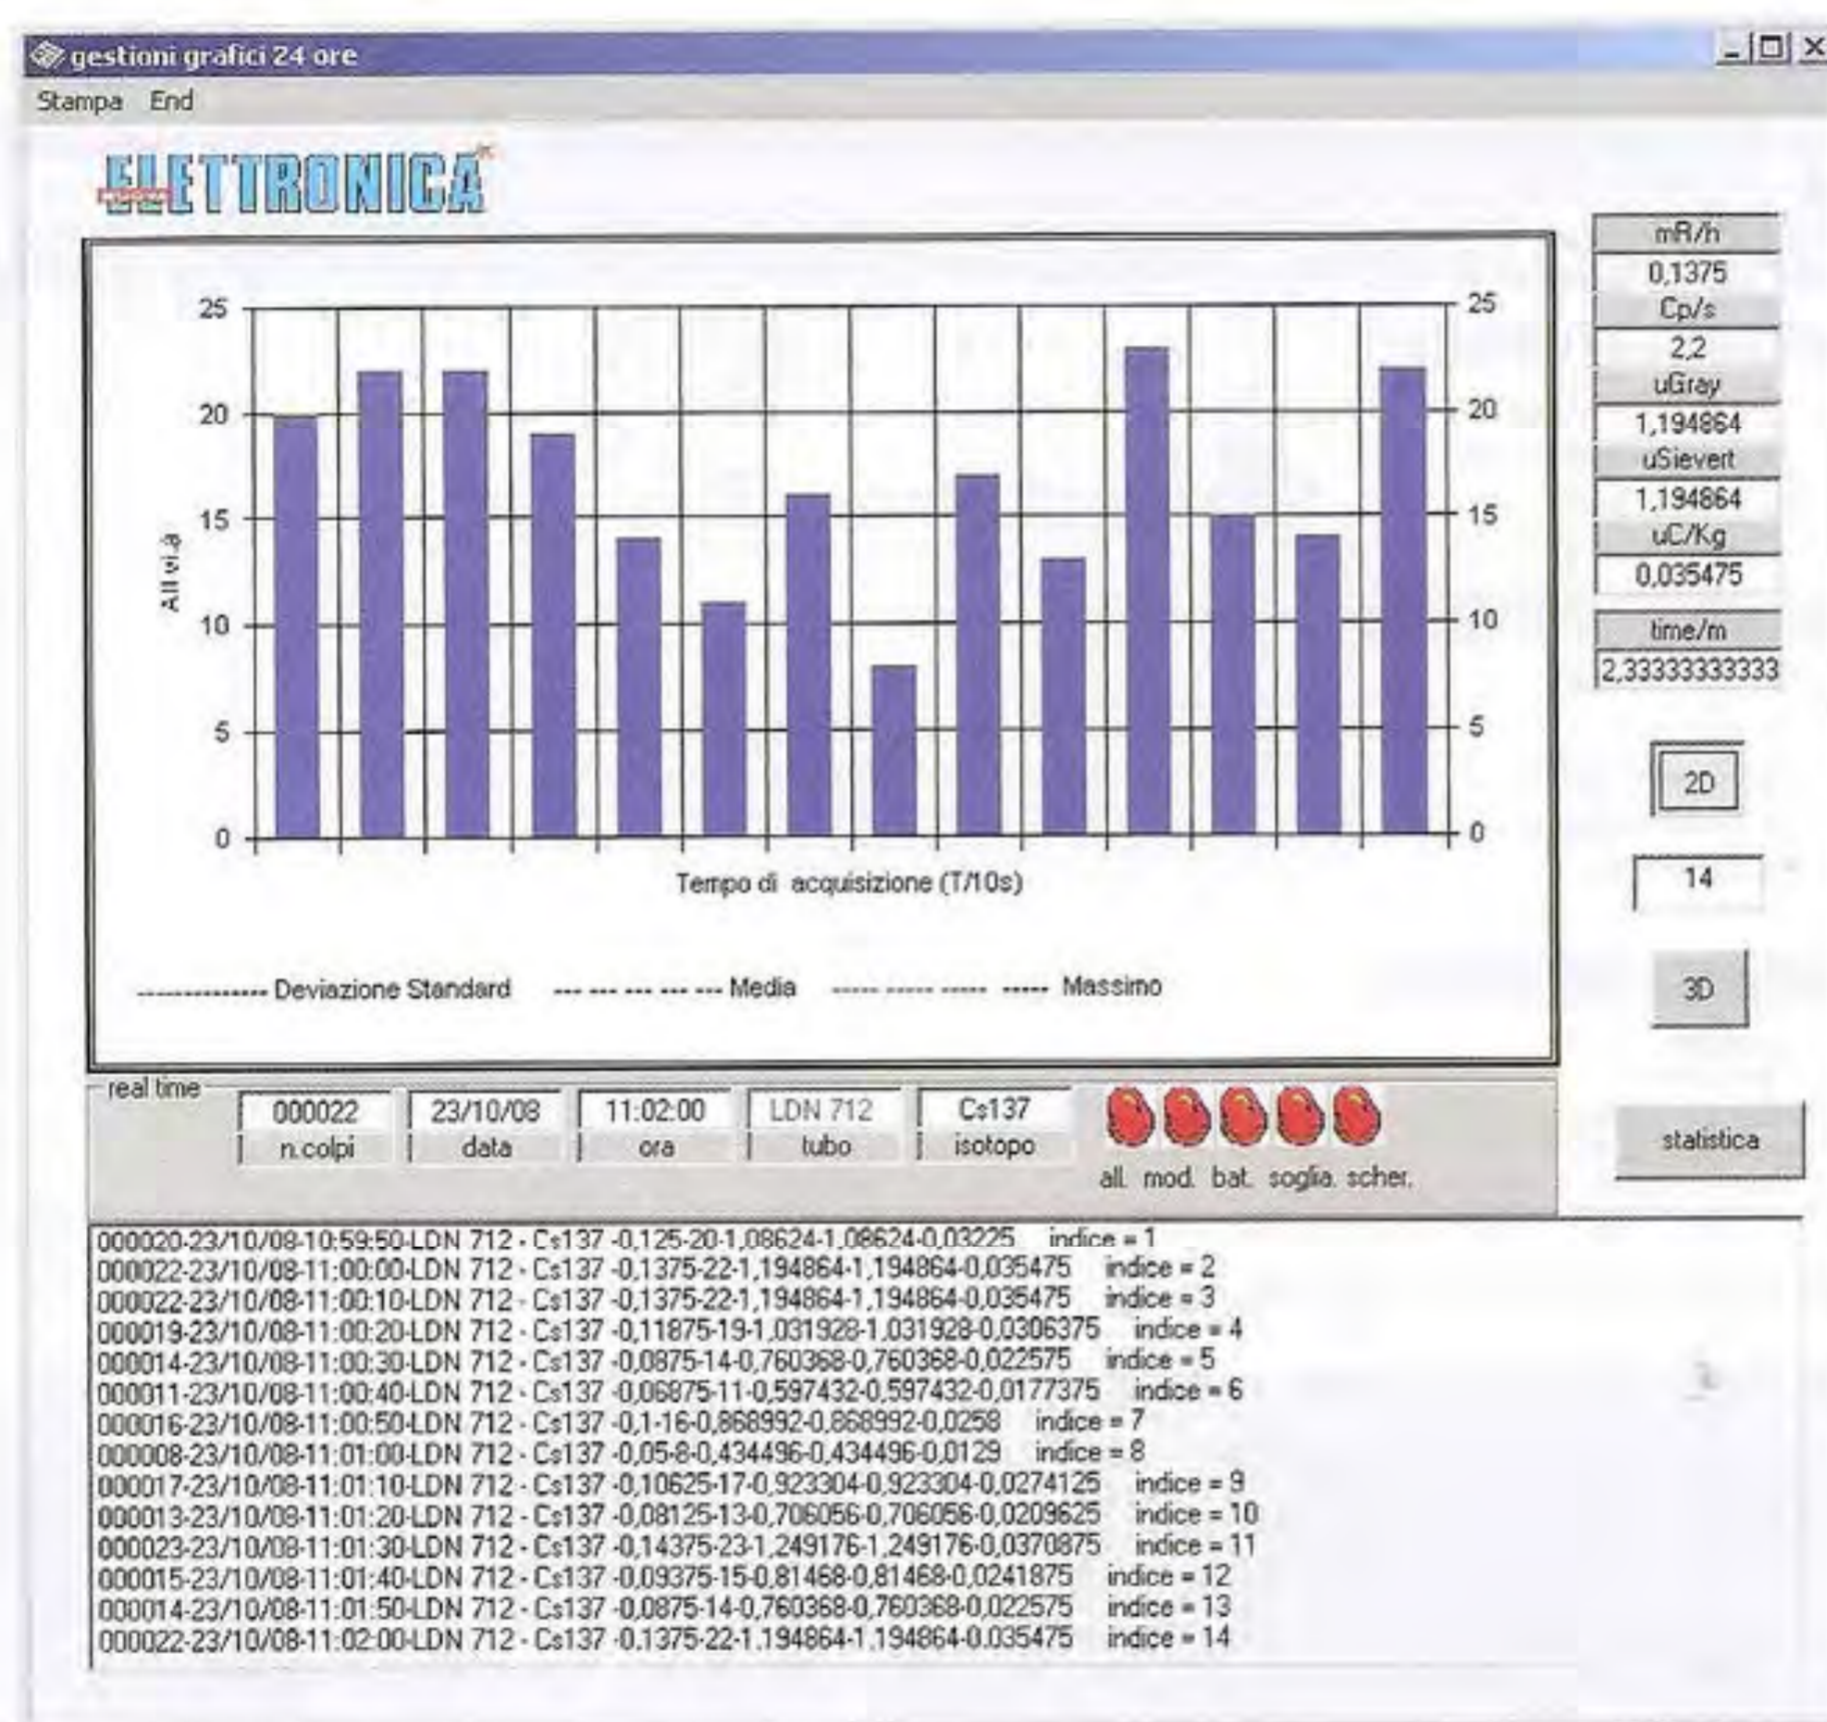 gestioni grafici 24 ore
Stampa End
ELETTRONICA
mR/h
0,1375
Cp/s
2,2
uGray
1,194864
uSievert
1,194864
uC/Kg
0,035475
time/m
2,33333333333
2D
14
3D
statistica
25 25
20 20
15 15
10 10
5 5
0 0
Tempo di acquisizione (T/10s)
Deviazione Standard Media Massimo
real time
000022 23/10/08 11:02:00 LDN 712 Cs137
n.colpi data ora tubo isotopo
all. mod. bat. soglia. scher.
000020-23/10/08-10:59:50-LDN 712 - Cs137 -0,125-20-1,08624-1,08624-0,03225 indice = 1
000022-23/10/08-11:00:00-LDN 712 - Cs137 -0,1375-22-1,194864-1,194864-0,035475 indice = 2
000022-23/10/08-11:00:10-LDN 712 - Cs137 -0,1375-22-1,194864-1,194864-0,035475 indice = 3
000019-23/10/08-11:00:20-LDN 712 - Cs137 -0,11875-19-1,031928-1,031928-0,0306375 indice = 4
000014-23/10/08-11:00:30-LDN 712 - Cs137 -0,0875-14-0,760368-0,760368-0,022575 indice = 5
000011-23/10/08-11:00:40-LDN 712 - Cs137 -0,06875-11-0,597432-0,597432-0,0177375 indice = 6
000016-23/10/08-11:00:50-LDN 712 - Cs137 -0,1-16-0,868992-0,868992-0,0258 indice = 7
000008-23/10/08-11:01:00-LDN 712 - Cs137 -0,05-8-0,434496-0,434496-0,0129 indice = 8
000017-23/10/08-11:01:10-LDN 712 - Cs137 -0,10625-17-0,923304-0,923304-0,0274125 indice = 9
000013-23/10/08-11:01:20-LDN 712 - Cs137 -0,08125-13-0,706056-0,706056-0,0209625 indice = 10
000023-23/10/08-11:01:30-LDN 712 - Cs137 -0,14375-23-1,249176-1,249176-0,0370875 indice = 11
000015-23/10/08-11:01:40-LDN 712 - Cs137 -0,09375-15-0,81468-0,81468-0,0241875 indice = 12
000014-23/10/08-11:01:50-LDN 712 - Cs137 -0,0875-14-0,760368-0,760368-0,022575 indice = 13
000022-23/10/08-11:02:00-LDN 712 - Cs137 -0,1375-22-1,194864-1,194864-0,035475 indice = 14